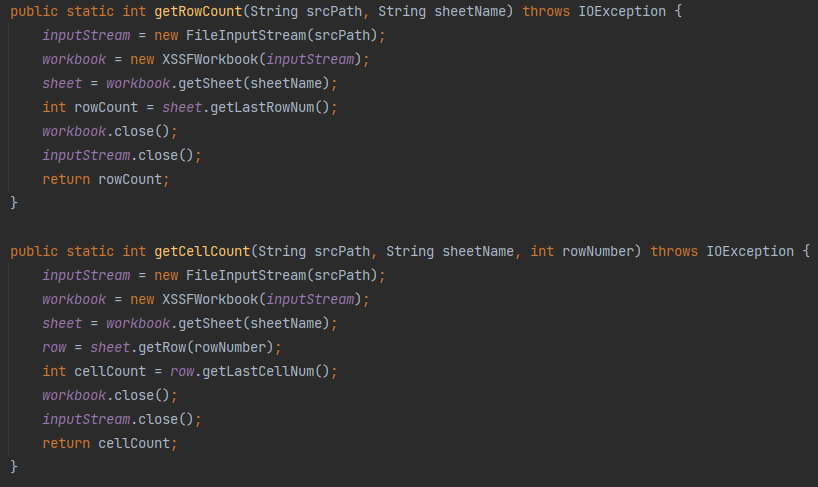 public static int getRowCount(String srcPath, String sheetName) throws IOException {
    inputStream = new FileInputStream(srcPath);
    workbook = new XSSFWorkbook(inputStream);
    sheet = workbook.getSheet(sheetName);
    int rowCount = sheet.getLastRowNum();
    workbook.close();
    inputStream.close();
    return rowCount;
}

public static int getCellCount(String srcPath, String sheetName, int rowNumber) throws IOException {
    inputStream = new FileInputStream(srcPath);
    workbook = new XSSFWorkbook(inputStream);
    sheet = workbook.getSheet(sheetName);
    row = sheet.getRow(rowNumber);
    int cellCount = row.getLastCellNum();
    workbook.close();
    inputStream.close();
    return cellCount;
}